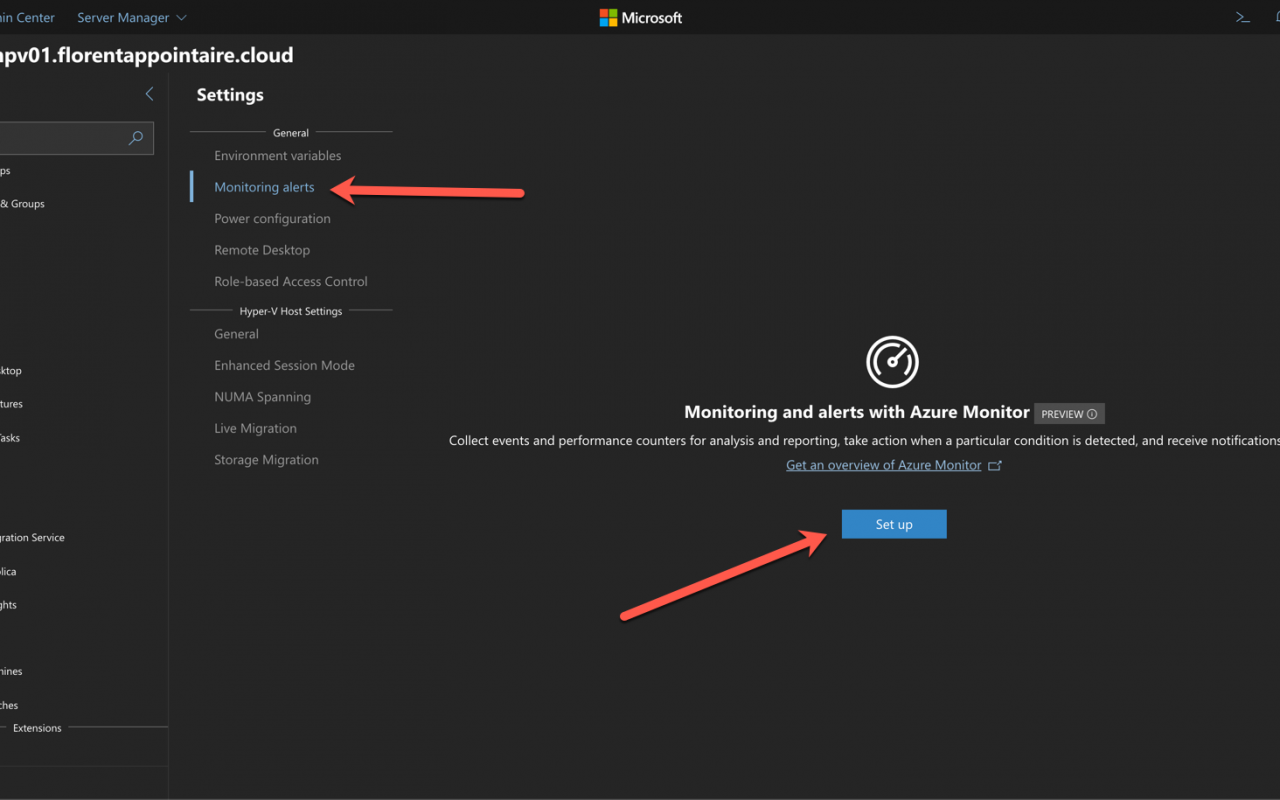 in Center Server Manager
Microsoft
npv01.florentappointaire.cloud
ps
& Groups
sktop
tures
Tasks
gration Service
lica
ghts
hines
ches
Extensions
Settings
General
Environment variables
Monitoring alerts
Power configuration
Remote Desktop
Role-based Access Control
Hyper-V Host Settings
General
Enhanced Session Mode
NUMA Spanning
Live Migration
Storage Migration
Monitoring and alerts with Azure Monitor PREVIEW
Collect events and performance counters for analysis and reporting, take action when a particular condition is detected, and receive notifications
Get an overview of Azure Monitor
Set up